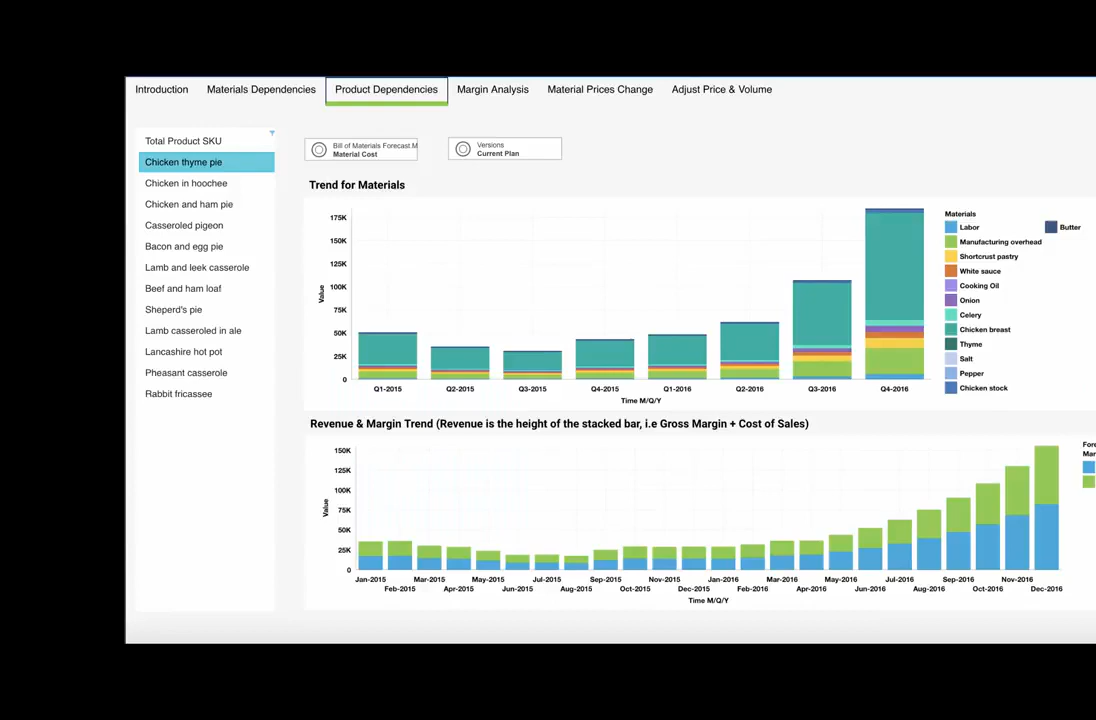 Introduction
Materials Dependencies
Product Dependencies
Margin Analysis
Material Prices Change
Adjust Price & Volume
Total Product SKU
Chicken thyme pie
Chicken in hoochee
Chicken and ham pie
Casseroled pigeon
Bacon and egg pie
Lamb and leek casserole
Beef and ham loaf
Sheperd's pie
Lamb casseroled in ale
Lancashire hot pot
Pheasant casserole
Rabbit fricassee
Bill of Materials Forecast M
Material Cost
Versions
Current Plan
Trend for Materials
175K
150K
125K
100K
75K
50K
25K
0
Value
Q1-2015
Q2-2015
Q3-2015
Q4-2015
Q1-2016
Q2-2016
Q3-2016
Q4-2016
Time M/Q/Y
Materials
Labor
Manufacturing overhead
Shortcrust pastry
White sauce
Cooking Oil
Onion
Celery
Chicken breast
Thyme
Salt
Pepper
Chicken stock
Butter
Revenue & Margin Trend (Revenue is the height of the stacked bar, i.e Gross Margin + Cost of Sales)
150K
125K
100K
75K
50K
25K
0
Value
Jan-2015
Feb-2015
Mar-2015
Apr-2015
May-2015
Jun-2015
Jul-2015
Aug-2015
Sep-2015
Oct-2015
Nov-2015
Dec-2015
Jan-2016
Feb-2016
Mar-2016
Apr-2016
May-2016
Jun-2016
Jul-2016
Aug-2016
Sep-2016
Oct-2016
Nov-2016
Dec-2016
Time M/Q/Y
Fore
Mar